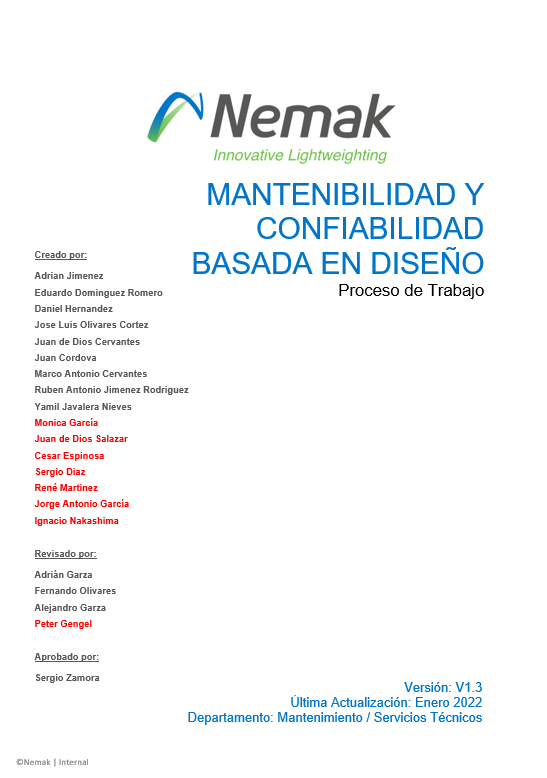 Nemak
Innovative Lightweighting
MANTENIBILIDAD Y
CONFIABILIDAD
BASADA EN DISEÑO
Proceso de Trabajo
Creado por:
Adrian Jimenez
Eduardo Dominguez Romero
Daniel Hernandez
Jose Luis Olivares Cortez
Juan de Dios Cervantes
Juan Cordova
Marco Antonio Cervantes
Ruben Antonio Jimenez Rodriguez
Yamil Javalera Nieves
Monica García
Juan de Dios Salazar
Cesar Espinosa
Sergio Diaz
René Martinez
Jorge Antonio García
Ignacio Nakashima
Revisado por:
Adrián Garza
Fernando Olivares
Alejandro Garza
Peter Gengel
Aprobado por:
Sergio Zamora
Versión: V1.3
Última Actualización: Enero 2022
Departamento: Mantenimiento / Servicios Técnicos
©Nemak | Internal